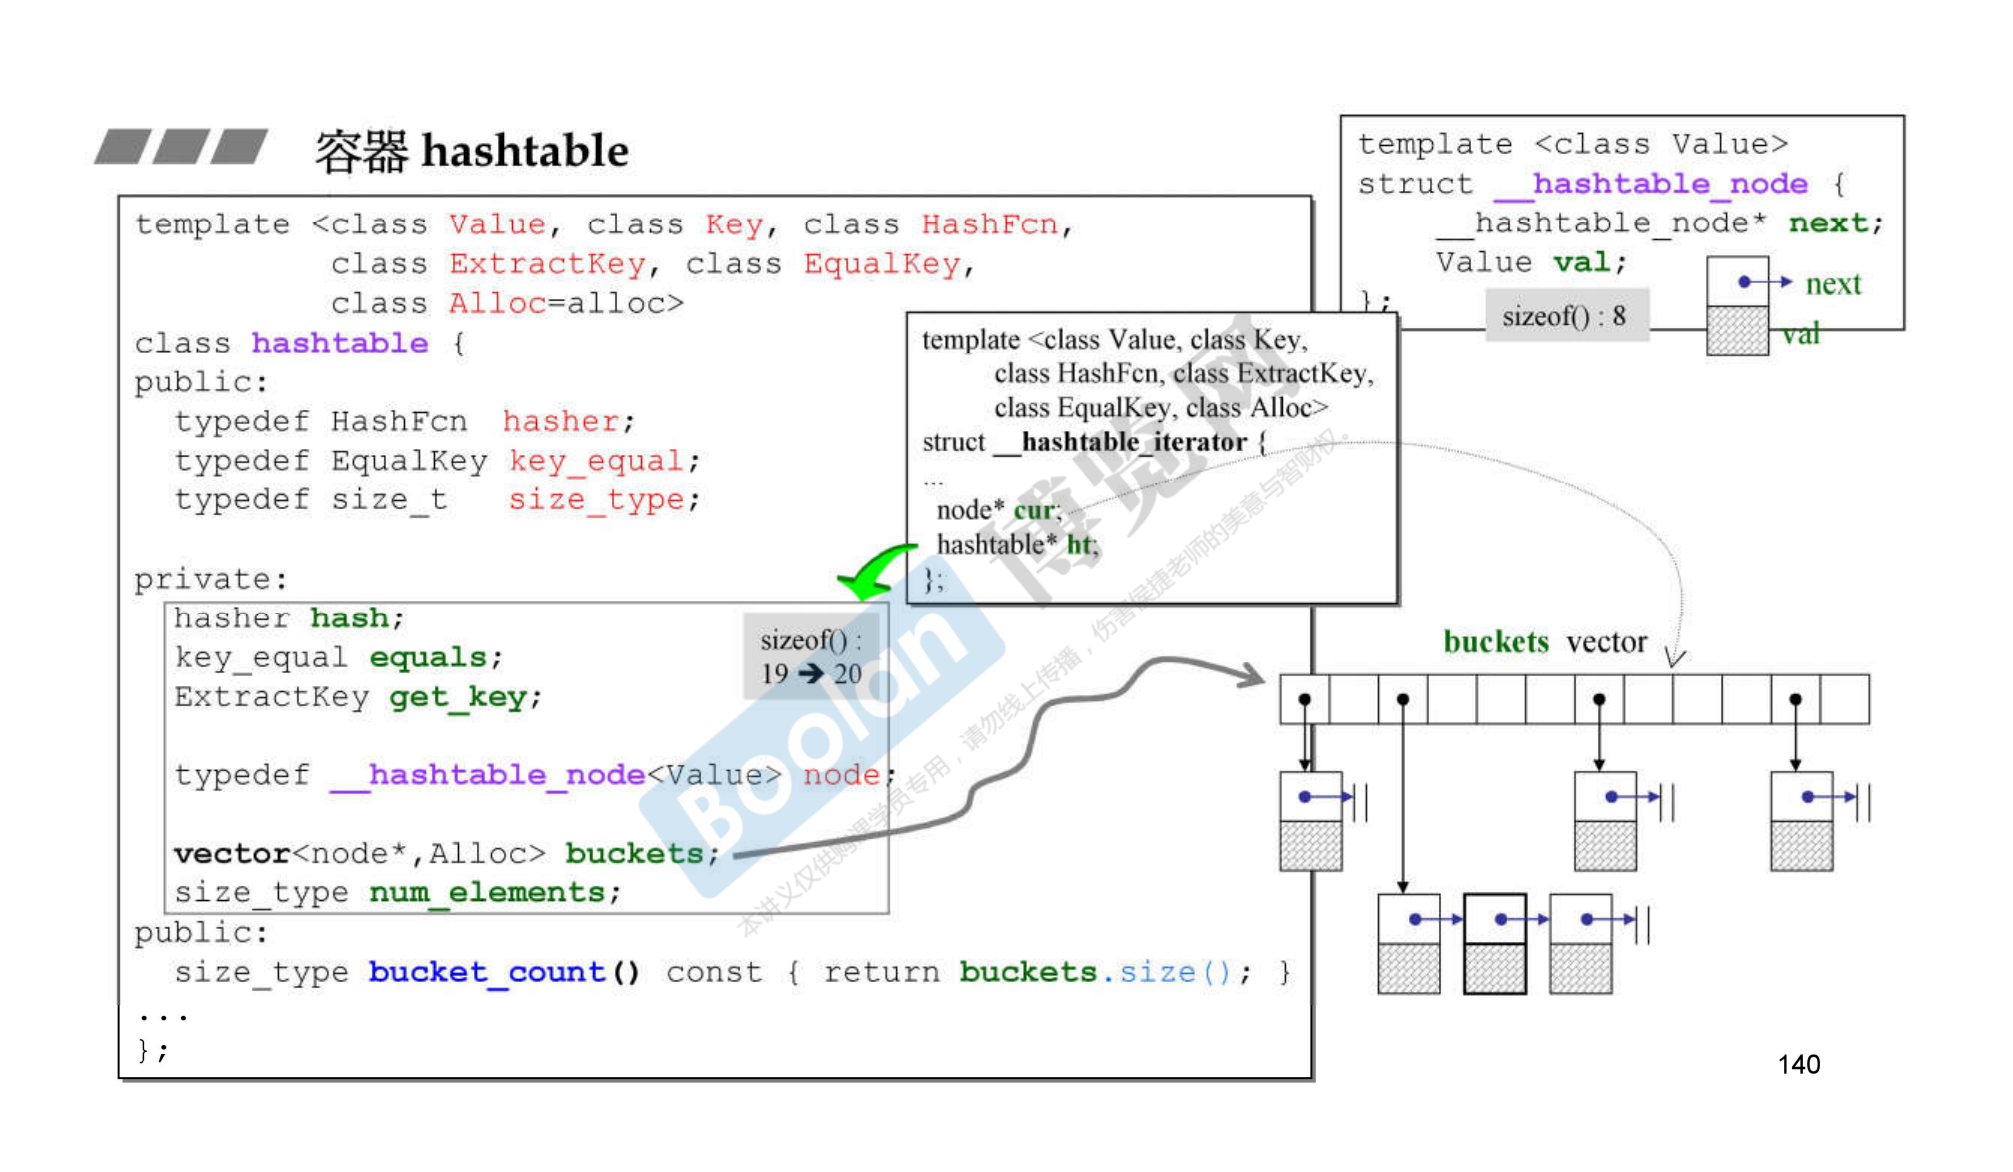 容器 hashtable
template <class Value, class Key, class HashFcn,
class ExtractKey, class EqualKey,
class Alloc=alloc>
class hashtable {
public:
typedef HashFcn hasher;
typedef EqualKey key_equal;
typedef size_t size_type;
private:
hasher hash;
key_equal equals;
ExtractKey get_key;
typedef __hashtable_node<Value> node;
vector<node*,Alloc> buckets;
size_type num_elements;
public:
size_type bucket_count() const { return buckets.size(); }
...
};
sizeof() :
19 ➔ 20
template <class Value, class Key,
class HashFcn, class ExtractKey,
class EqualKey, class Alloc>
struct __hashtable_iterator {
...
node* cur;
hashtable* ht;
};
template <class Value>
struct __hashtable_node {
__hashtable_node* next;
Value val;
};
sizeof() : 8
next
val
buckets vector
Boolan 博览网
本讲义仅供购课学员专用，请勿线上传播，伤害侯捷老师的美意与智财权。
140